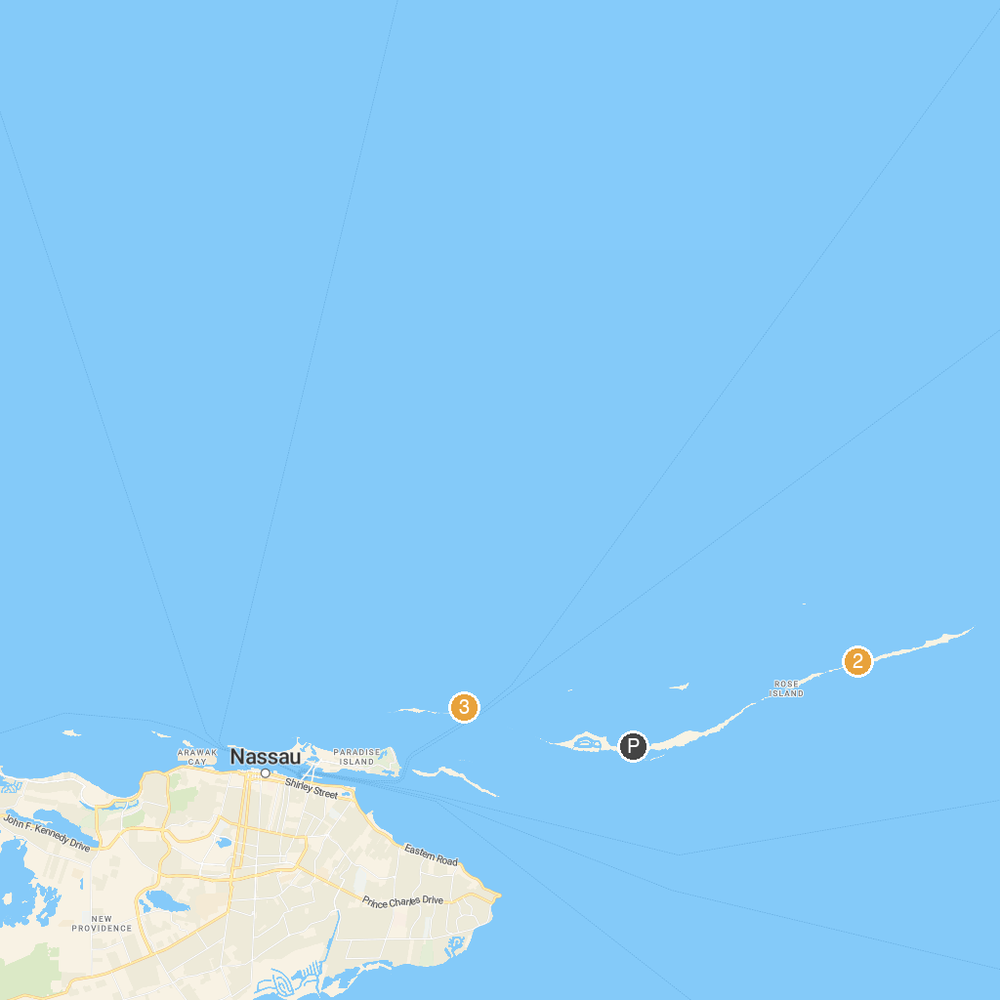 2
ROSE
ISLAND
3
P
ARAWAK
CAY
Nassau
PARADISE
ISLAND
Shirley Street
John F. Kennedy Drive
Eastern Road
Prince Charles Drive
NEW
PROVIDENCE